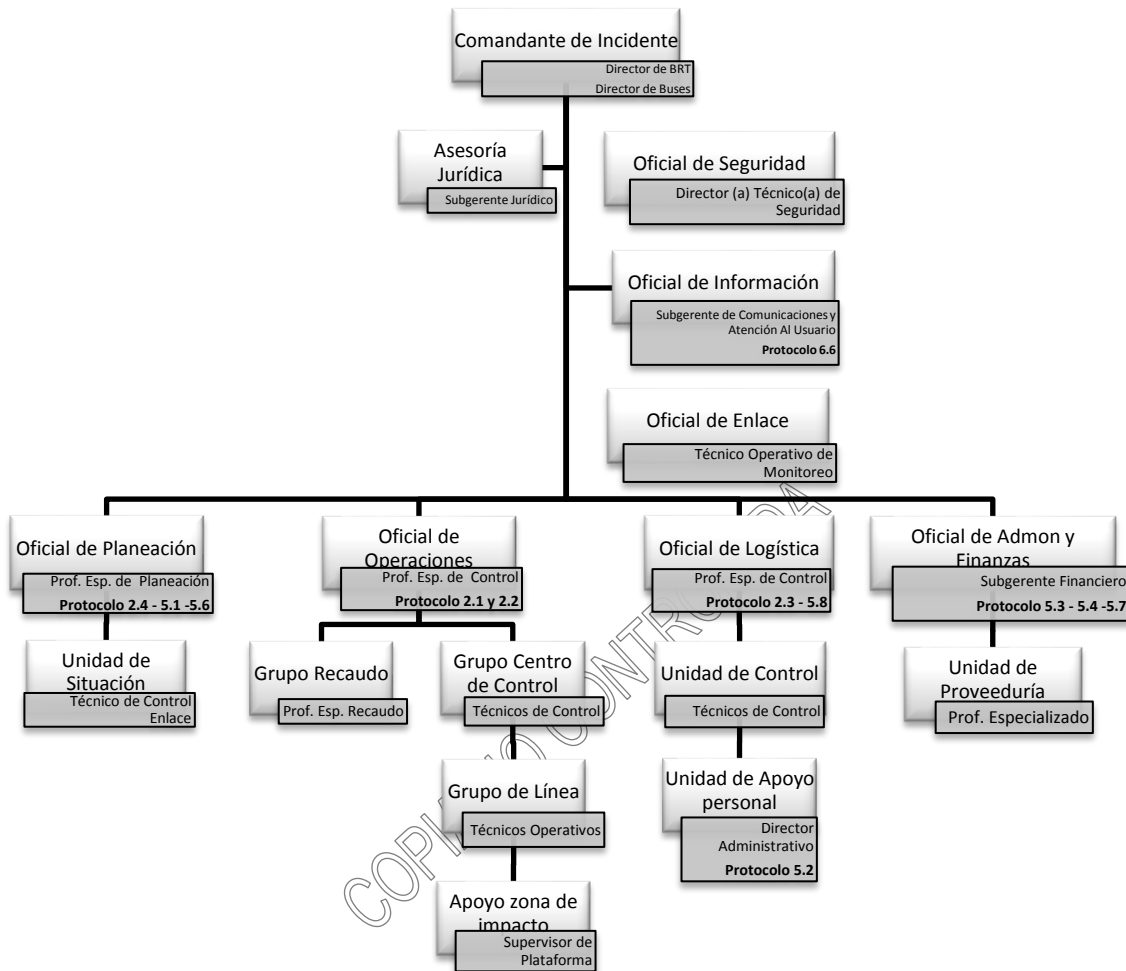 Comandante de Incidente
Director de BRT
Director de Buses
Asesoría
Jurídica
Subgerente Jurídico
Oficial de Seguridad
Director (a) Técnico(a) de
Seguridad
Oficial de Información
Subgerente de Comunicaciones y
Atención Al Usuario
Protocolo 6.6
Oficial de Enlace
Técnico Operativo de
Monitoreo
Oficial de Planeación
Prof. Esp. de Planeación
Protocolo 2.4 - 5.1 -5.6
Unidad de
Situación
Técnico de Control
Enlace
Oficial de
Operaciones
Prof. Esp. de Control
Protocolo 2.1 y 2.2
Grupo Recaudo
Prof. Esp. Recaudo
Grupo Centro
de Control
Técnicos de Control
Grupo de Línea
Técnicos Operativos
Apoyo zona de
impacto
Supervisor de
Plataforma
Oficial de Logística
Prof. Esp. de Control
Protocolo 2.3 - 5.8
Unidad de Control
Técnicos de Control
Unidad de Apoyo
personal
Director
Administrativo
Protocolo 5.2
Oficial de Admon y
Finanzas
Subgerente Financiero
Protocolo 5.3 - 5.4 -5.7
Unidad de
Proveeduría
Prof. Especializado